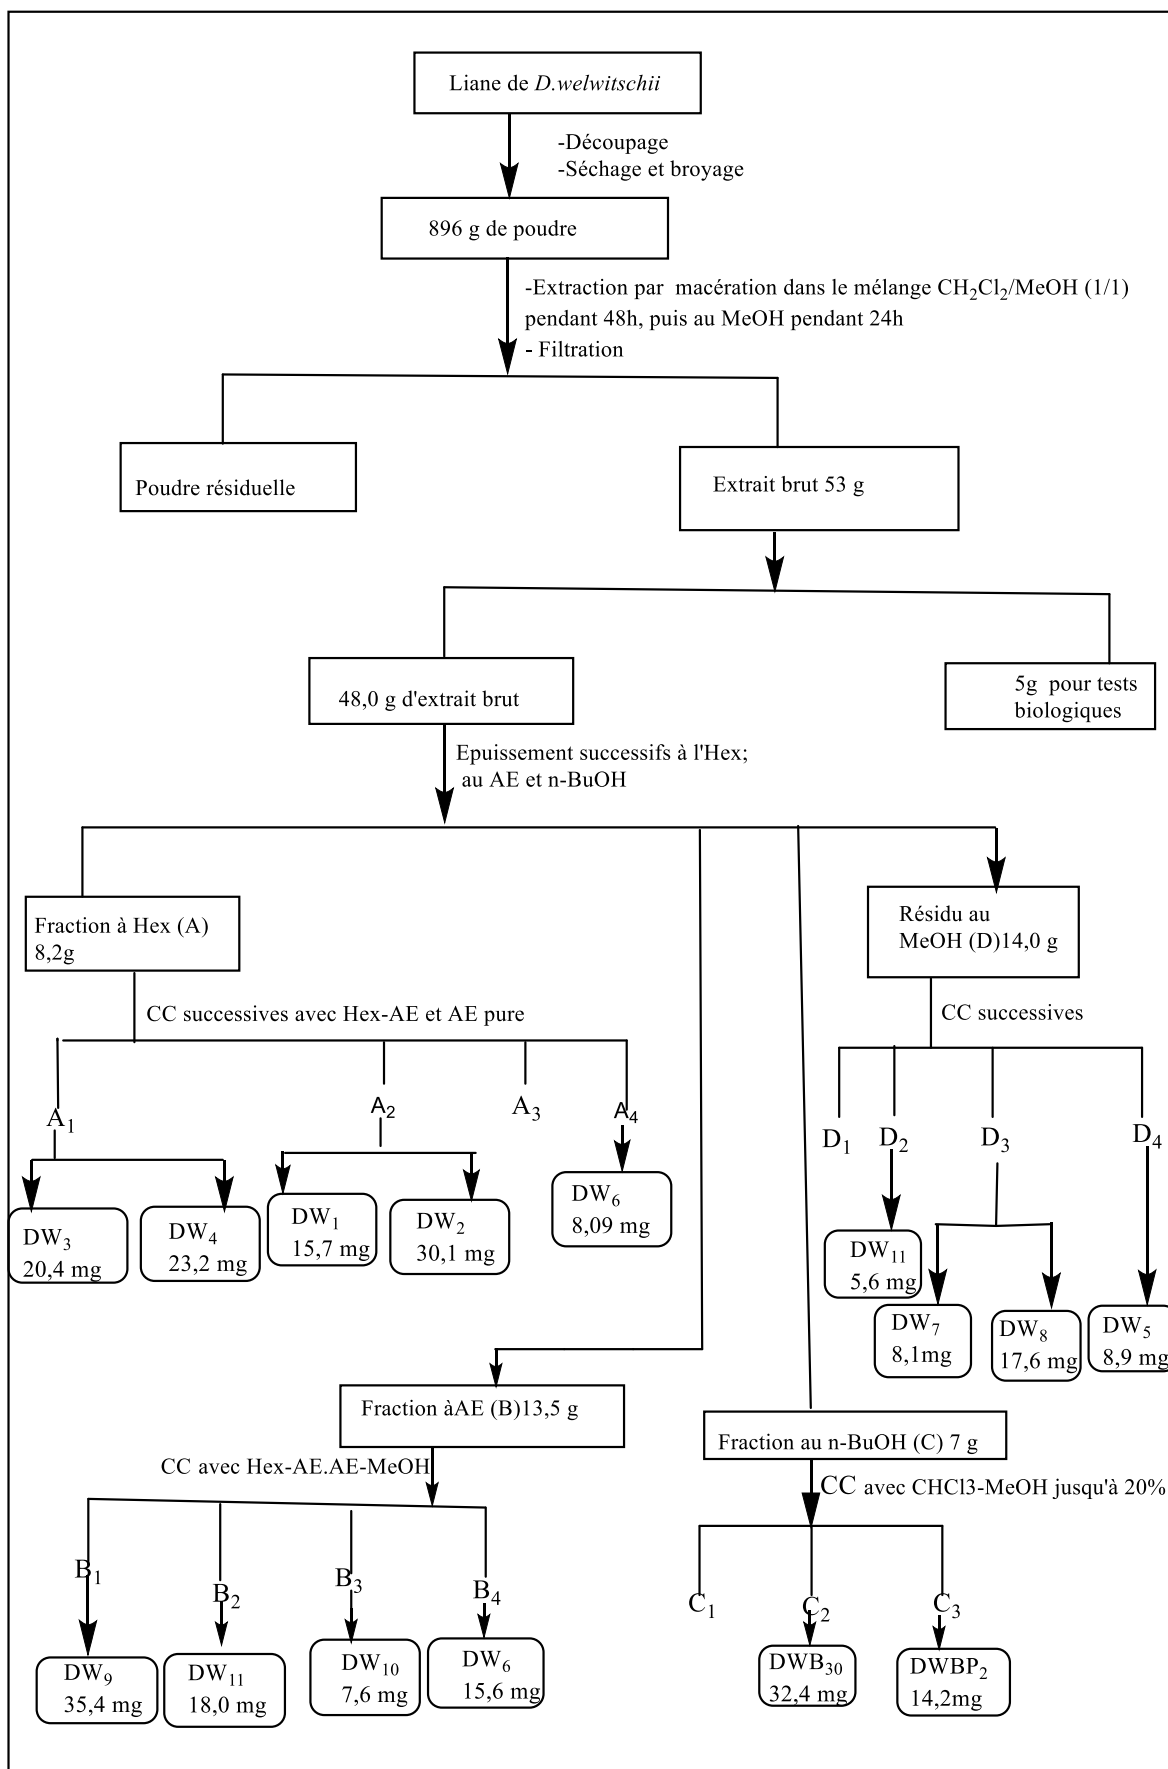 Liane de D.welwitschii
-Découpage
-Séchage et broyage
896 g de poudre
-Extraction par macération dans le mélange CH₂Cl₂/MeOH (1/1)
pendant 48h, puis au MeOH pendant 24h
- Filtration
Poudre résiduelle
Extrait brut 53 g
48,0 g d'extrait brut
5g pour tests
biologiques
Epuissement successifs à l'Hex;
au AE et n-BuOH
Fraction à Hex (A)
8,2g
Résidu au
MeOH (D)14,0 g
CC successives avec Hex-AE et AE pure
CC successives
A₁
A₂
A₃
A₄
D₁
D₂
D₃
D₄
DW₃
20,4 mg
DW₄
23,2 mg
DW₁
15,7 mg
DW₂
30,1 mg
DW₆
8,09 mg
DW₁₁
5,6 mg
DW₇
8,1mg
DW₈
17,6 mg
DW₅
8,9 mg
Fraction àAE (B)13,5 g
Fraction au n-BuOH (C) 7 g
CC avec Hex-AE.AE-MeOH
CC avec CHCl3-MeOH jusqu'à 20%
B₁
B₂
B₃
B₄
C₁
C₂
C₃
DW₉
35,4 mg
DW₁₁
18,0 mg
DW₁₀
7,6 mg
DW₆
15,6 mg
DWB₃₀
32,4 mg
DWBP₂
14,2mg